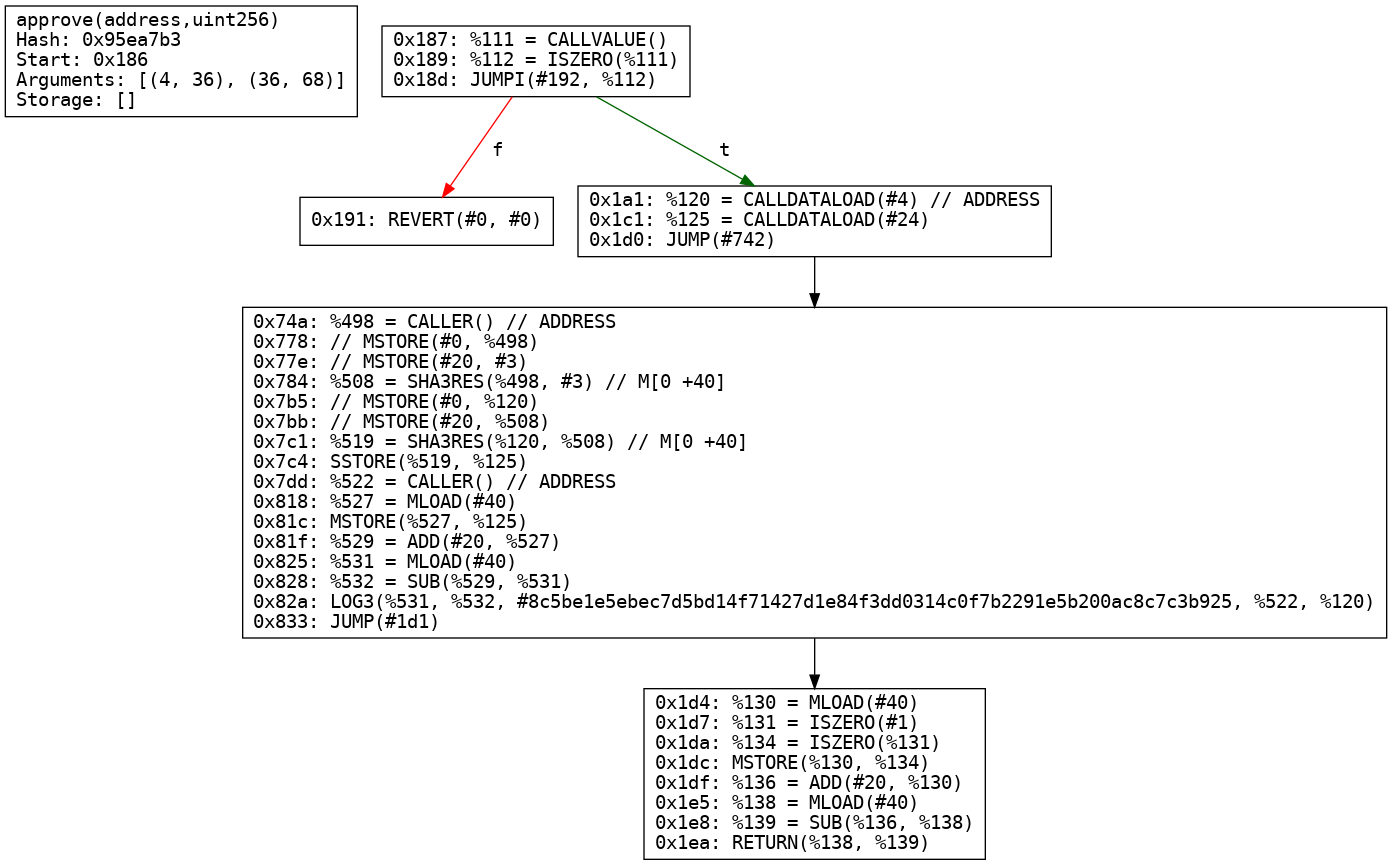 approve(address,uint256)
Hash: 0x95ea7b3
Start: 0x186
Arguments: [(4, 36), (36, 68)]
Storage: []
0x187: %111 = CALLVALUE()
0x189: %112 = ISZERO(%111)
0x18d: JUMPI(#192, %112)
f
t
0x191: REVERT(#0, #0)
0x1a1: %120 = CALLDATALOAD(#4) // ADDRESS
0x1c1: %125 = CALLDATALOAD(#24)
0x1d0: JUMP(#742)
0x74a: %498 = CALLER() // ADDRESS
0x778: // MSTORE(#0, %498)
0x77e: // MSTORE(#20, #3)
0x784: %508 = SHA3RES(%498, #3) // M[0 +40]
0x7b5: // MSTORE(#0, %120)
0x7bb: // MSTORE(#20, %508)
0x7c1: %519 = SHA3RES(%120, %508) // M[0 +40]
0x7c4: SSTORE(%519, %125)
0x7dd: %522 = CALLER() // ADDRESS
0x818: %527 = MLOAD(#40)
0x81c: MSTORE(%527, %125)
0x81f: %529 = ADD(#20, %527)
0x825: %531 = MLOAD(#40)
0x828: %532 = SUB(%529, %531)
0x82a: LOG3(%531, %532, #8c5be1e5ebec7d5bd14f71427d1e84f3dd0314c0f7b2291e5b200ac8c7c3b925, %522, %120)
0x833: JUMP(#1d1)
0x1d4: %130 = MLOAD(#40)
0x1d7: %131 = ISZERO(#1)
0x1da: %134 = ISZERO(%131)
0x1dc: MSTORE(%130, %134)
0x1df: %136 = ADD(#20, %130)
0x1e5: %138 = MLOAD(#40)
0x1e8: %139 = SUB(%136, %138)
0x1ea: RETURN(%138, %139)